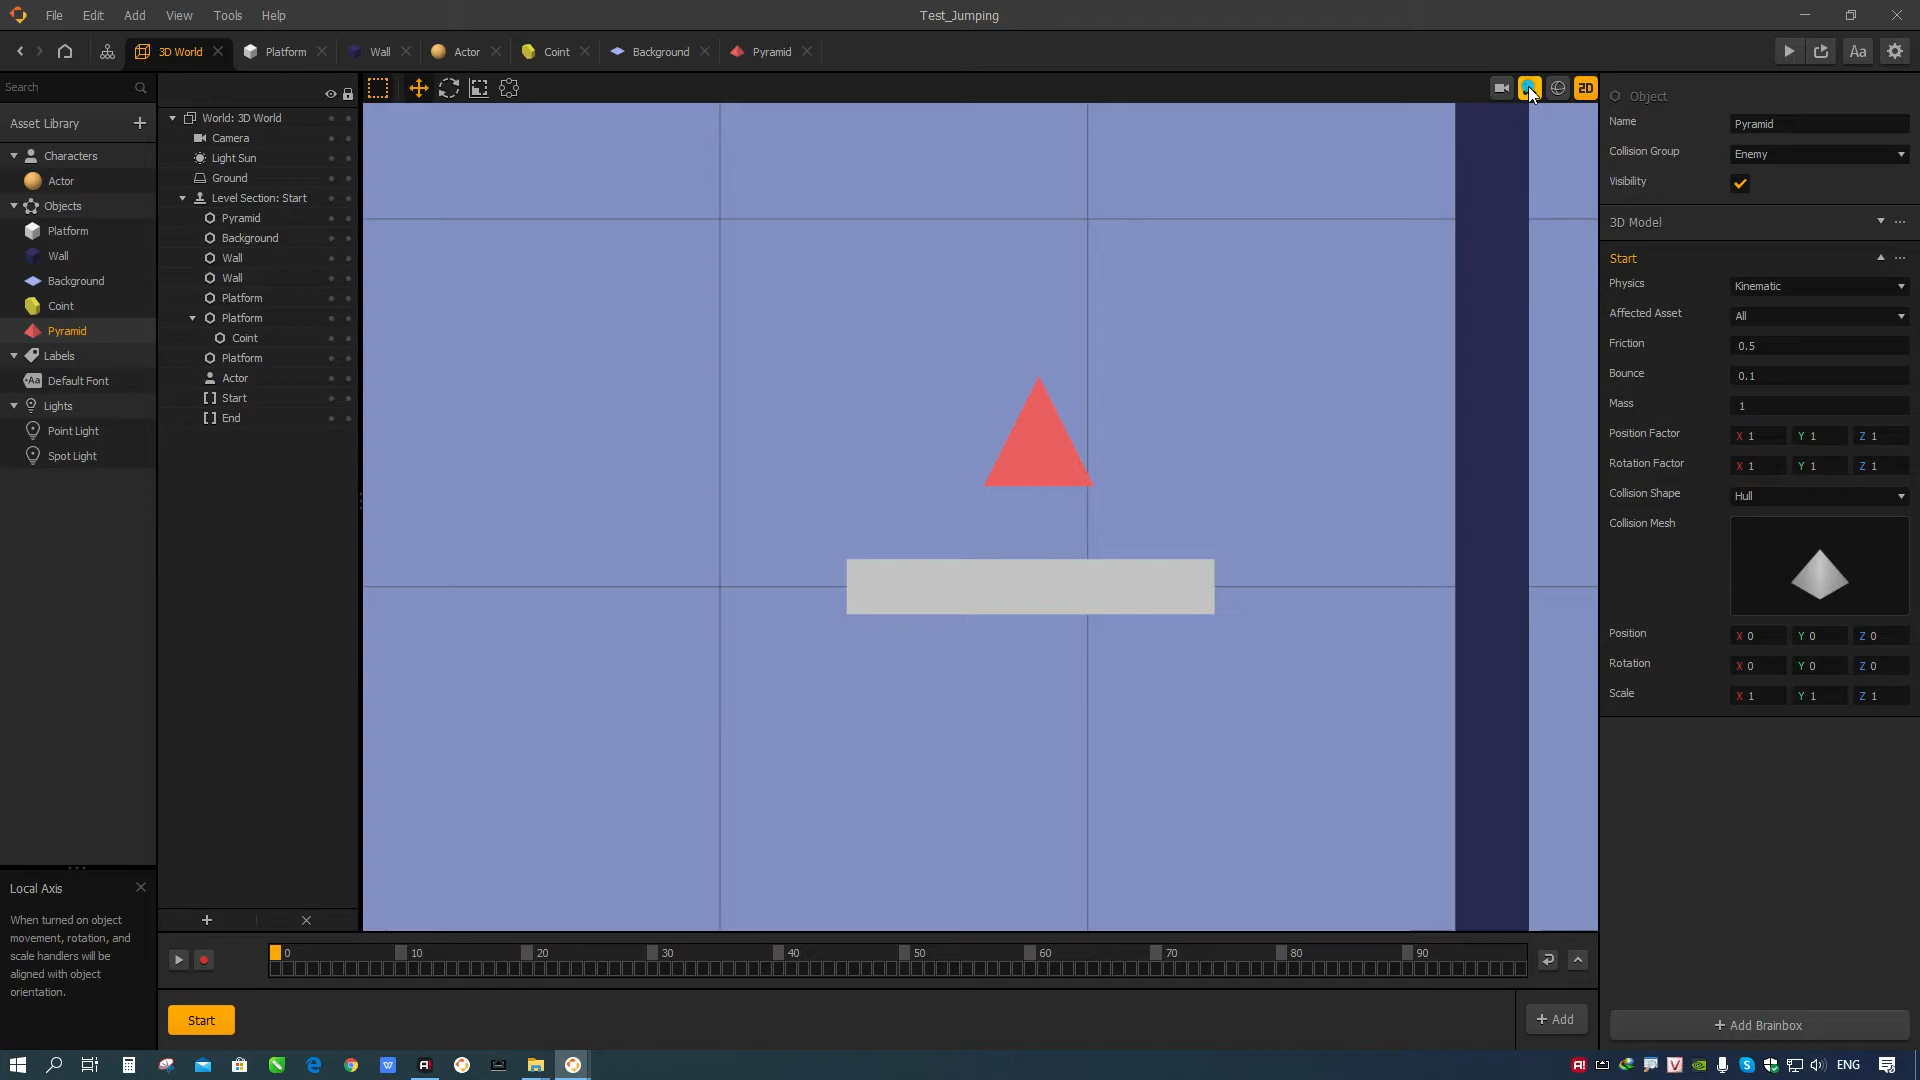 File Edit Add View Tools Help
Test_Jumping
3D World Platform Wall Actor Coint Background Pyramid
Aa
Search
Asset Library
Characters
Actor
Objects
Platform
Wall
Background
Coint
Pyramid
Labels
Aa Default Font
Lights
Point Light
Spot Light
Local Axis
When turned on object
movement, rotation, and
scale handlers will be
aligned with object
orientation.
World: 3D World
Camera
Light Sun
Ground
Level Section: Start
Pyramid
Background
Wall
Wall
Platform
Platform
Coint
Platform
Actor
Start
End
2D
Object
Name Pyramid
Collision Group Enemy
Visibility
3D Model
Start
Physics Kinematic
Affected Asset All
Friction 0.5
Bounce 0.1
Mass 1
Position Factor X 1 Y 1 Z 1
Rotation Factor X 1 Y 1 Z 1
Collision Shape Hull
Collision Mesh
Position X 0 Y 0 Z 0
Rotation X 0 Y 0 Z 0
Scale X 1 Y 1 Z 1
0 10 20 30 40 50 60 70 80 90
Start
+ Add
+ Add Brainbox
ENG